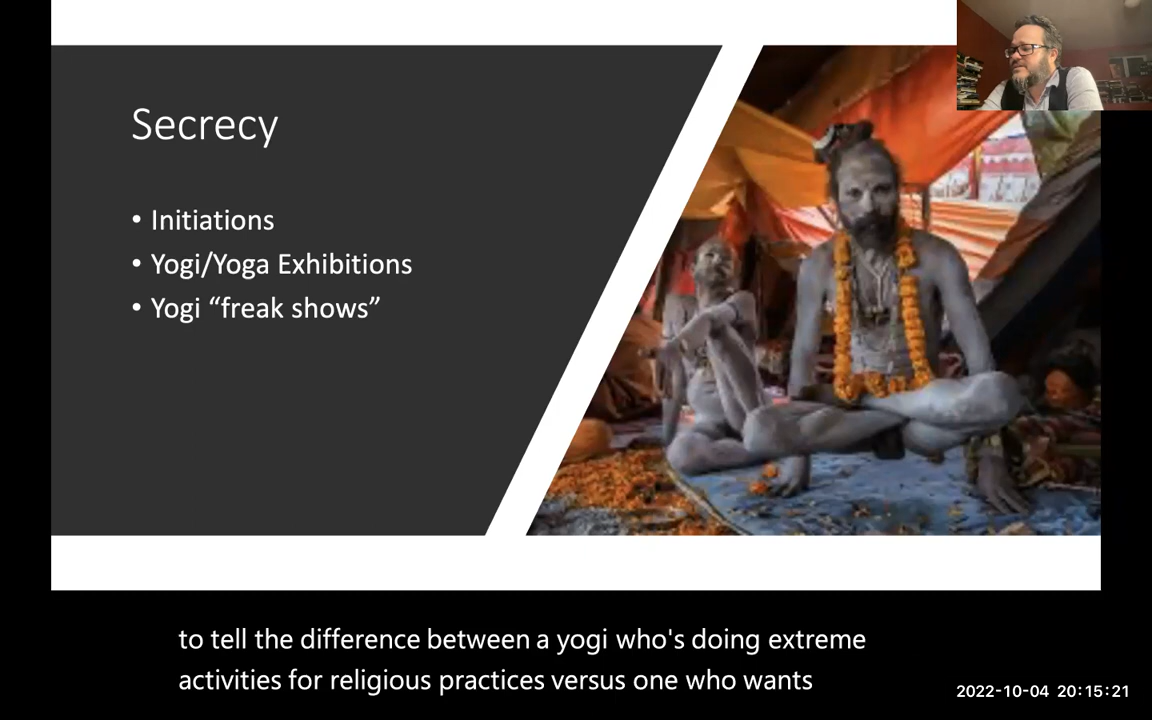 Secrecy
• Initiations
• Yogi/Yoga Exhibitions
• Yogi “freak shows”
to tell the difference between a yogi who's doing extreme
activities for religious practices versus one who wants
2022-10-04 20:15:21